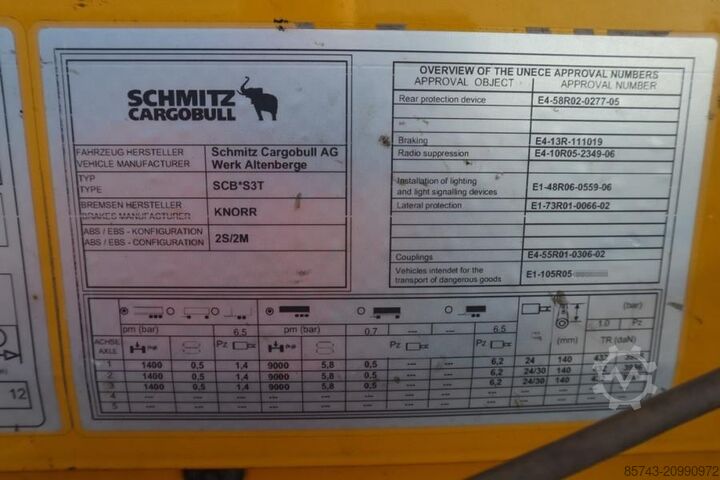 SCHMITZ
CARGOBULL
FAHRZEUG HERSTELLER
VEHICLE MANUFACTURER
Schmitz Cargobull AG
Werk Altenberge
TYP
TYPE
SCB*S3T
BREMSEN HERSTELLER
BRAKES MANUFACTURER
KNORR
ABS / EBS - KONFIGURATION
ABS / EBS - CONFIGURATION
2S/2M
OVERVIEW OF THE UNECE APPROVAL NUMBERS
APPROVAL OBJECT APPROVAL NUMBER
Rear protection device E4-58R02-0277-05
Braking E4-13R-111019
Radio suppression E4-10R05-2349-06
Installation of lighting
and light signalling devices E1-48R06-0559-06
Lateral protection E1-73R01-0066-02
Couplings E4-55R01-0306-02
Vehicles intendet for the
transport of dangerous goods E1-105R05
(bar)
pm (bar) 6.5 pm (bar) 0.7 --- --- 6.5 1.0 Pz
ACHSE
AXLE Pz Pz Pz (mm) TR (daN)
1 1400 0,5 1,4 9000 5,8 0,5 --- --- 6,2 24 140
2 1400 0,5 1,4 9000 5,8 0,5 --- --- 6,2 24/30 140
3 1400 0,5 1,4 9000 5,8 0,5 --- --- 6,2 24/30 140
4 --- --- --- --- --- --- --- --- --- --- --- ---
5 --- --- --- --- --- --- --- --- --- --- --- ---
12
85743-20990972